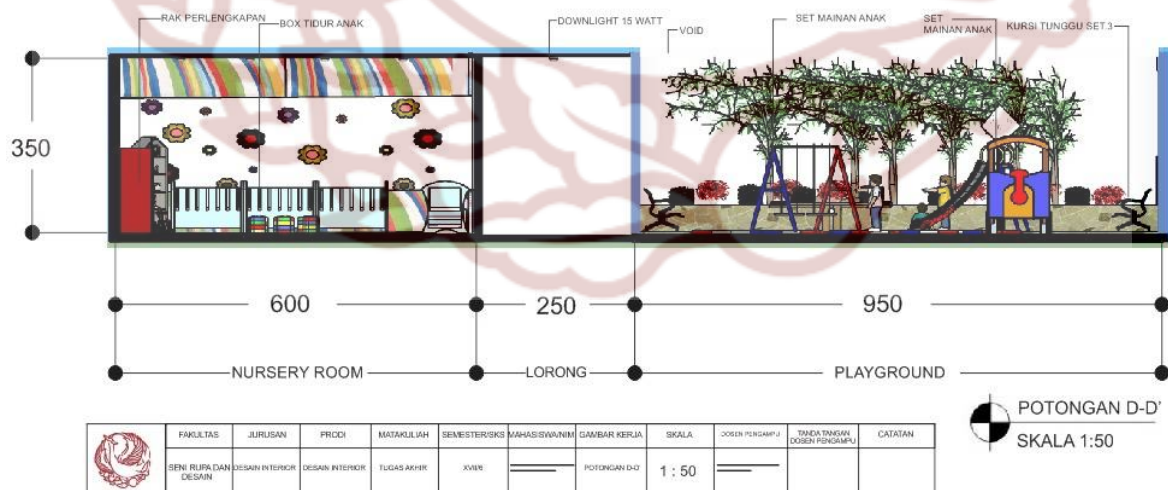 RAK PERLENGKAPAN
BOX TIDUR ANAK
DOWNLIGHT 15 WATT
VOID
SET MAINAN ANAK
SET
MAINAN ANAK
KURSI TUNGGU SET 3
350
600
250
950
NURSERY ROOM
LORONG
PLAYGROUND
POTONGAN D-D'
SKALA 1:50
FAKULTAS JURUSAN PRODI MATAKULIAH SEMESTER/SKS MAHASISWA/NIM GAMBAR KERJA SKALA DOSEN PENGAMPU TANDA TANGAN CATATAN
DOSEN PENGAMPU
SENI RUPA DAN DESAIN INTERIOR DESAIN INTERIOR TUGAS AKHIR POTONGAN D-D' 1 : 50
DESAIN